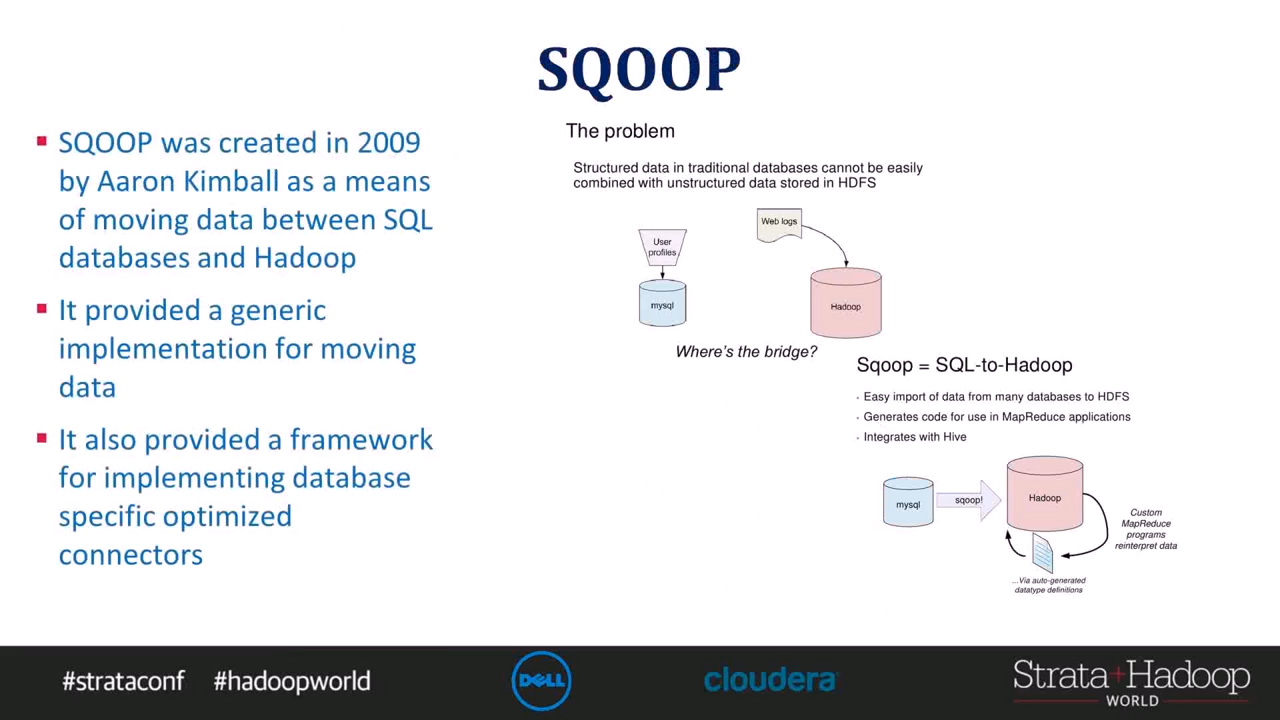 SQOOP
▪ SQOOP was created in 2009
by Aaron Kimball as a means
of moving data between SQL
databases and Hadoop
▪ It provided a generic
implementation for moving
data
▪ It also provided a framework
for implementing database
specific optimized
connectors
The problem
Structured data in traditional databases cannot be easily
combined with unstructured data stored in HDFS
User
profiles
mysql
Web logs
Hadoop
Where's the bridge?
Sqoop = SQL-to-Hadoop
• Easy import of data from many databases to HDFS
• Generates code for use in MapReduce applications
• Integrates with Hive
mysql
sqoop!
Hadoop
Custom
MapReduce
programs
reinterpret data
...Via auto-generated
datatype definitions
#strataconf #hadoopworld
DELL
cloudera
Strata+Hadoop
WORLD